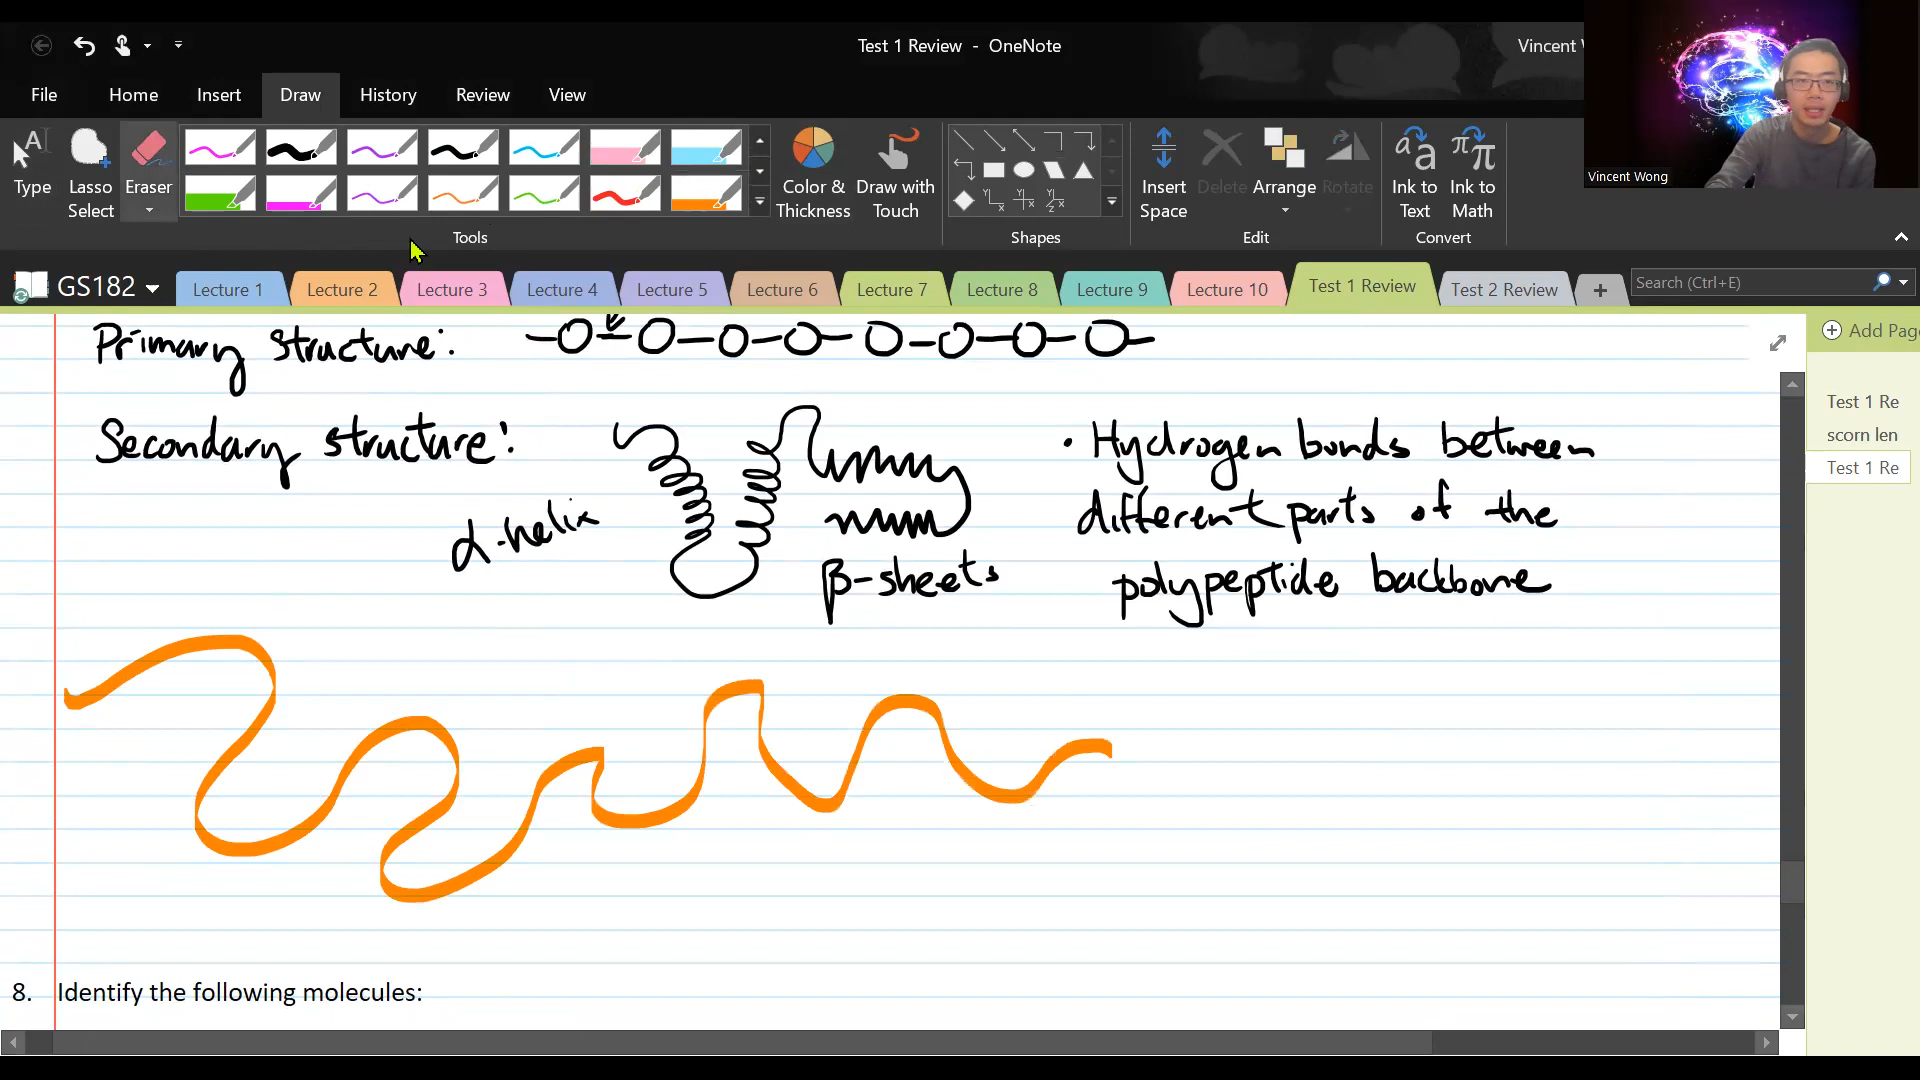 Test 1 Review - OneNote
Vincent W
File Home Insert Draw History Review View
Type
Lasso Select
Eraser
Color & Thickness
Draw with Touch
Insert Space
Delete
Arrange
Rotate
Ink to Text
Ink to Math
Tools
Shapes
Edit
Convert
Vincent Wong
GS182
Lecture 1 Lecture 2 Lecture 3 Lecture 4 Lecture 5 Lecture 6 Lecture 7 Lecture 8 Lecture 9 Lecture 10 Test 1 Review Test 2 Review
Search (Ctrl+E)
Add Page
Test 1 Re
scorn len
Test 1 Re
Primary structure:
Secondary structure:
α-helix
β-sheets
• Hydrogen bonds between
different parts of the
polypeptide backbone
8. Identify the following molecules: